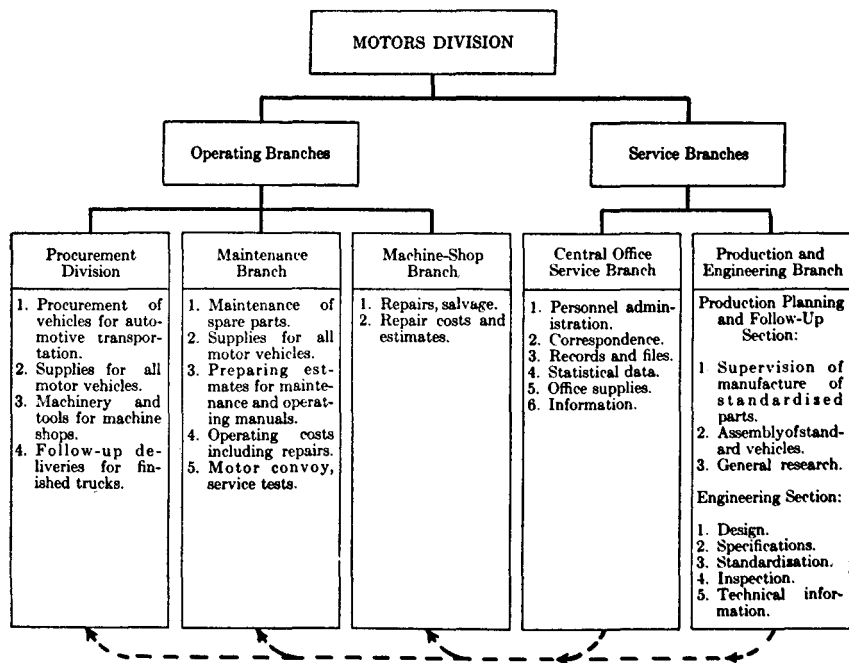 MOTORS DIVISION
Operating Branches
Service Branches
Procurement
Division
1. Procurement of
vehicles for auto-
motive transpor-
tation.
2. Supplies for all
motor vehicles.
3. Machinery and
tools for machine
shops.
4. Follow-up de-
liveries for fin-
ished trucks.
Maintenance
Branch
1. Maintenance of
spare parts.
2. Supplies for all
motor vehicles.
3. Preparing est-
imates for mainte-
nance and operat-
ing manuals.
4. Operating costs
including repairs.
5. Motor convoy,
service tests.
Machine-Shop
Branch
1. Repairs, salvage.
2. Repair costs and
estimates.
Central Office
Service Branch
1. Personnel admin-
istration.
2. Correspondence.
3. Records and files.
4. Statistical data.
5. Office supplies.
6. Information.
Production and
Engineering Branch
Production Planning
and Follow-Up
Section:
1 Supervision of
manufacture of
standardized
parts.
2. Assembly of stand-
ard vehicles.
3. General research.
Engineering Section:
1. Design.
2. Specifications.
3. Standardization.
4. Inspection.
5. Technical infor-
mation.